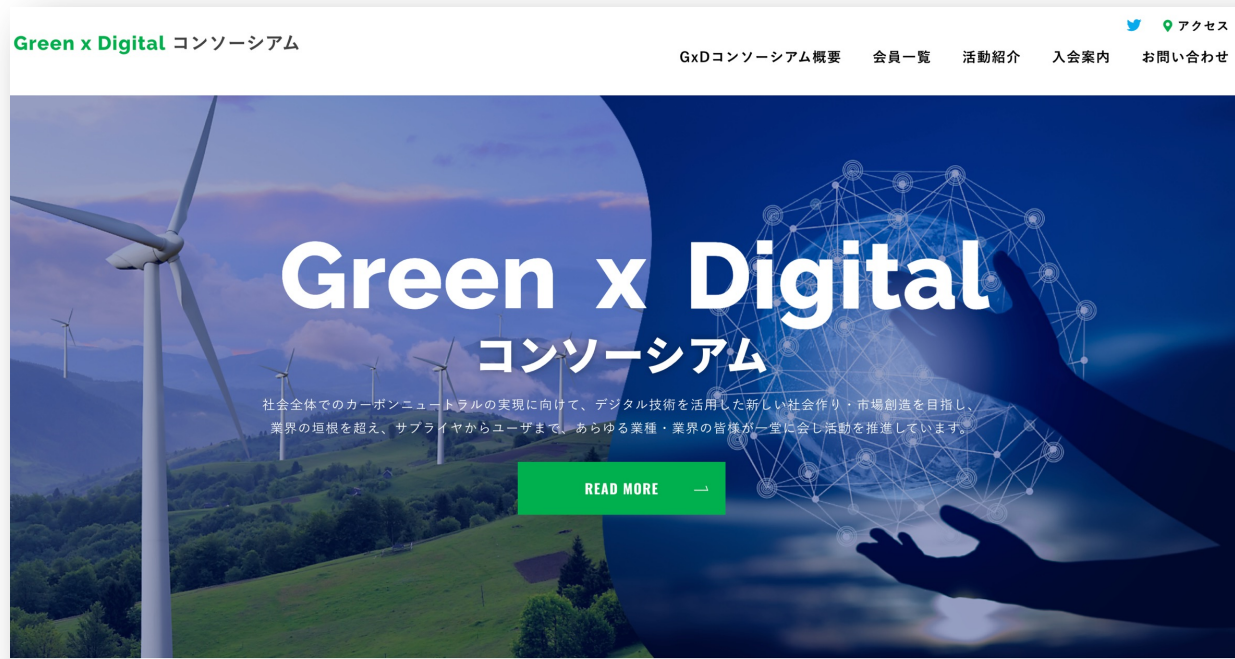 Green x Digital コンソーシアム
アクセス
GxDコンソーシアム概要 会員一覧 活動紹介 入会案内 お問い合わせ
Green x Digital
コンソーシアム
社会全体でのカーボンニュートラルの実現に向けて、デジタル技術を活用した新しい社会作り・市場創造を目指し、
業界の垣根を超え、サプライヤからユーザまで、あらゆる業種・業界の皆様が一堂に会し活動を推進しています。
READ MORE